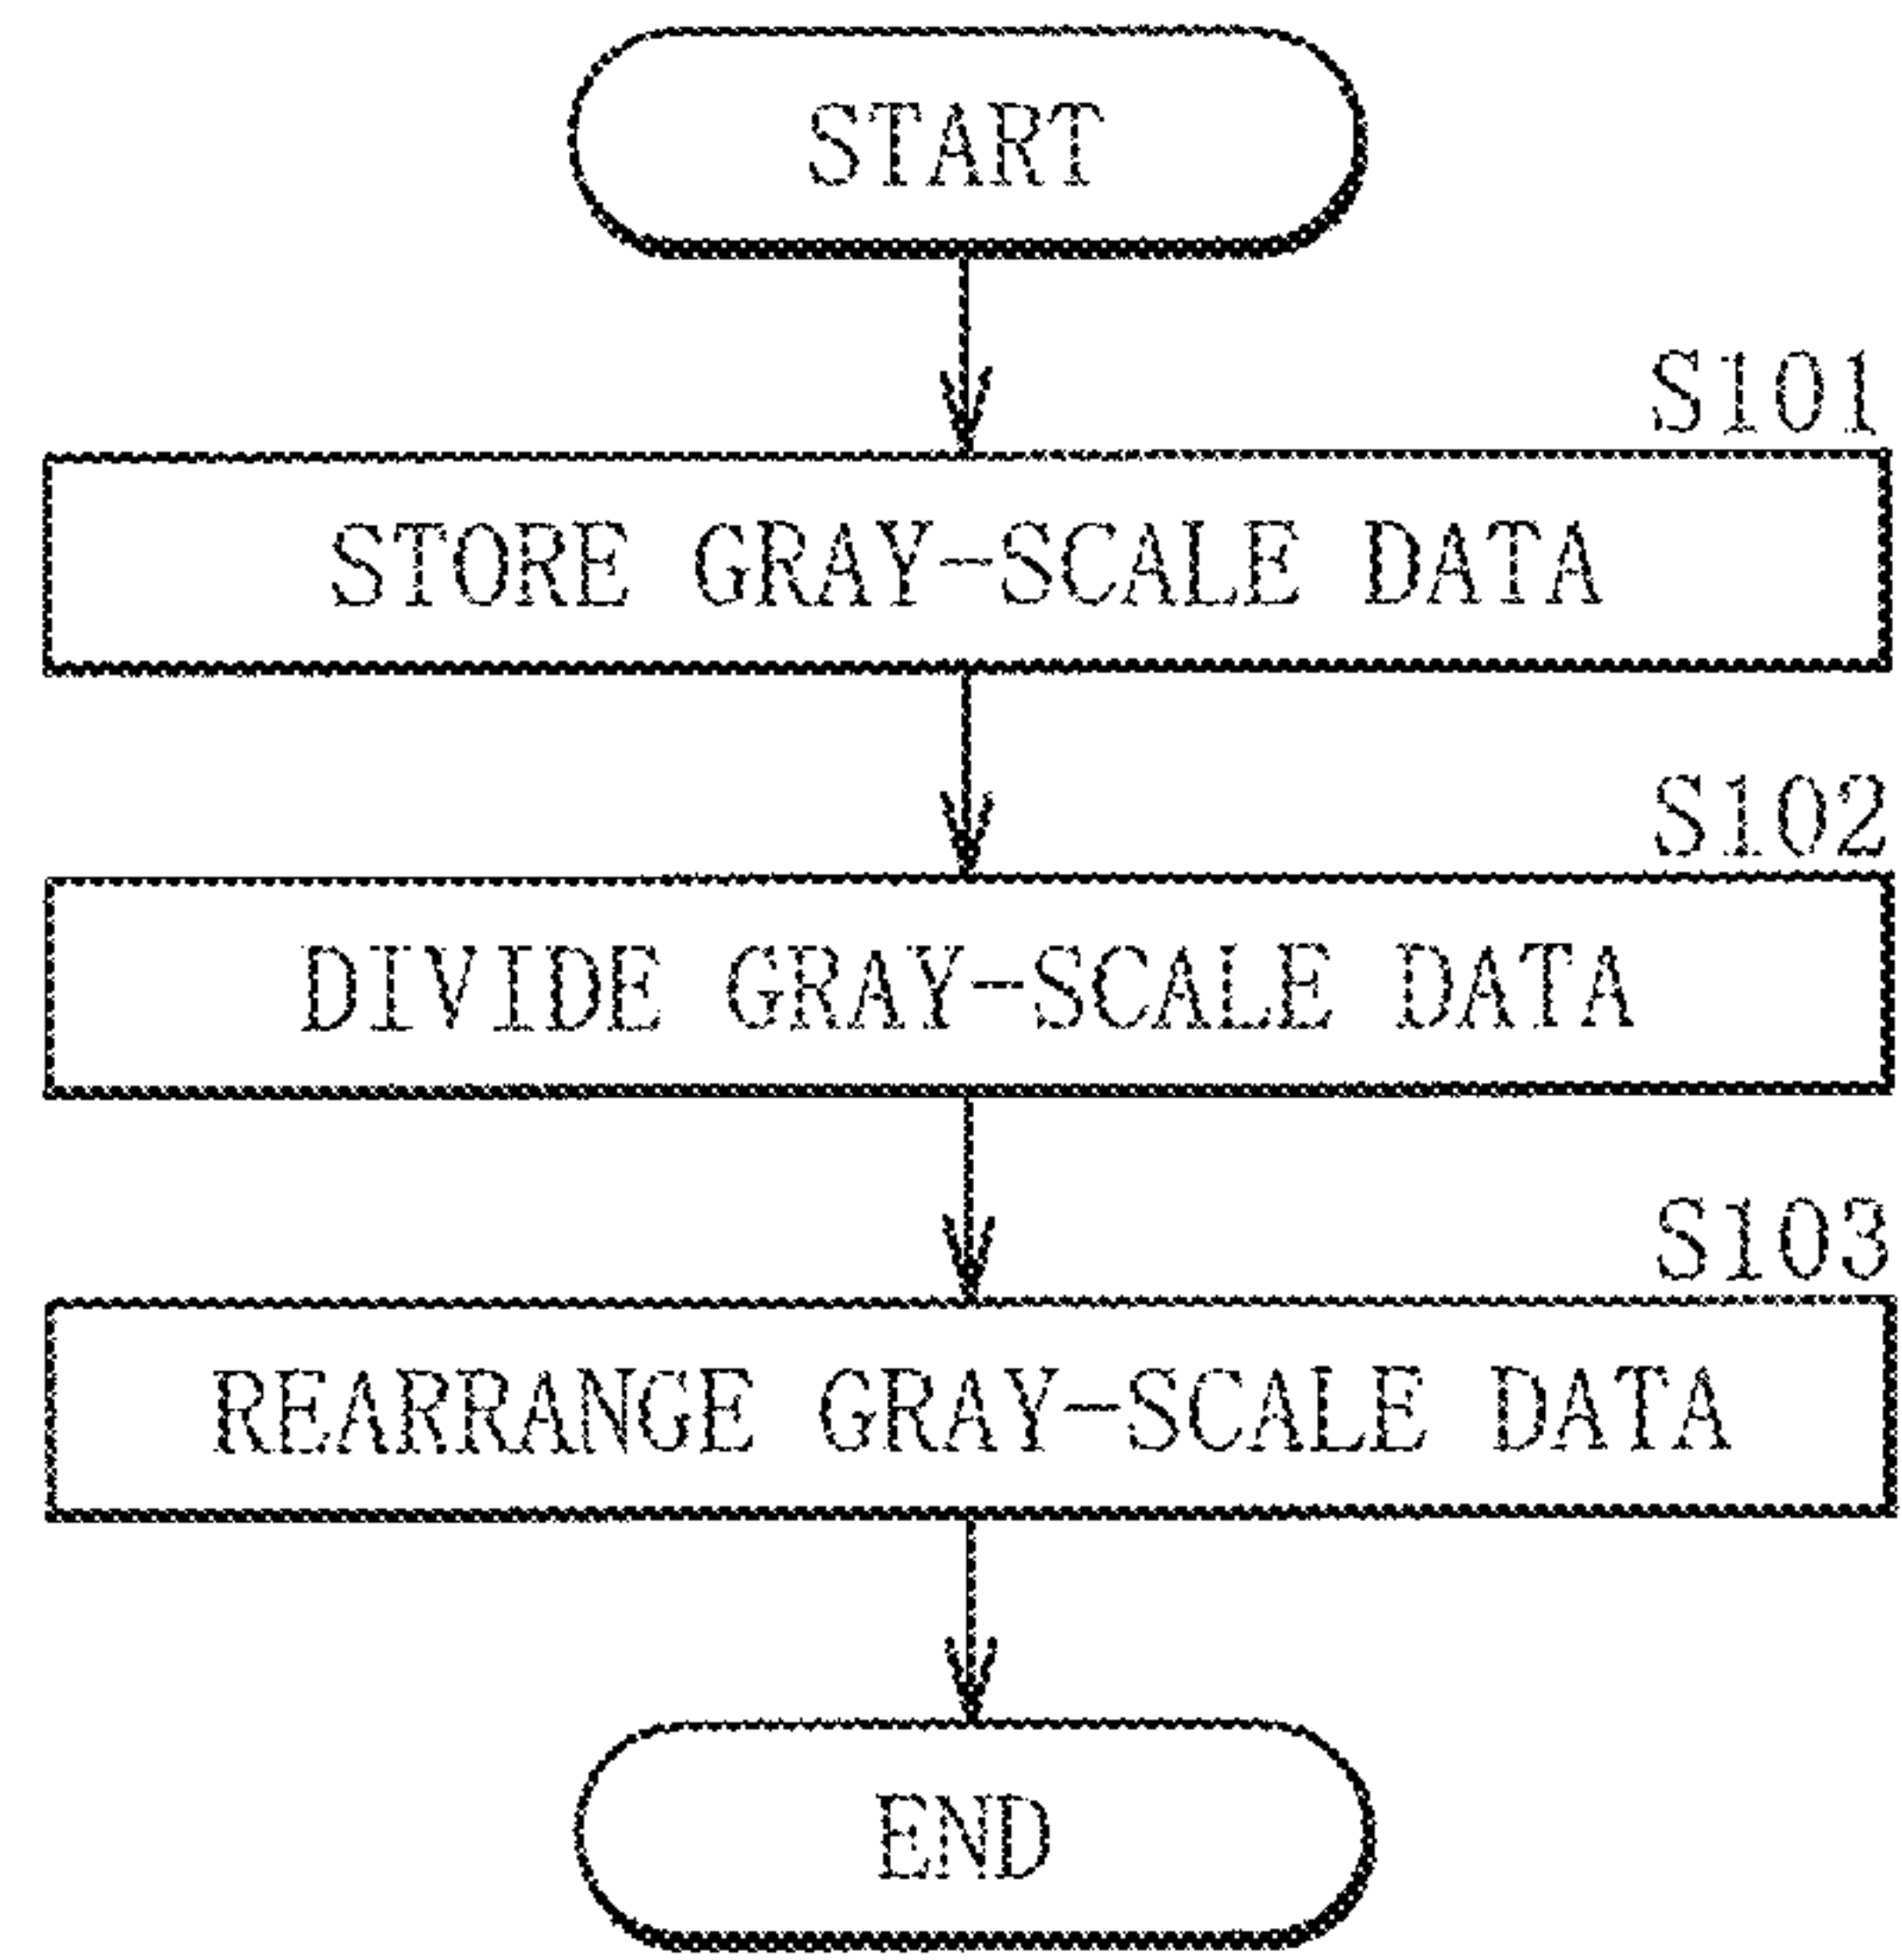 START
S101
STORE GRAY-SCALE DATA
S102
DIVIDE GRAY-SCALE DATA
S103
REARRANGE GRAY-SCALE DATA
END